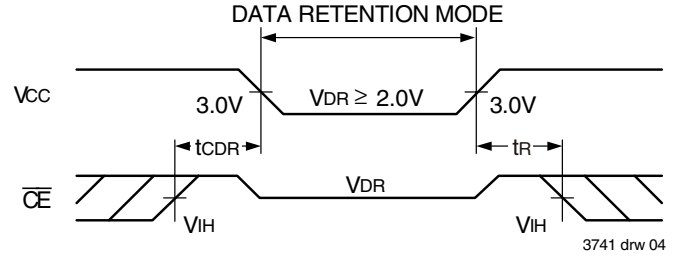 DATA RETENTION MODE
VCC
3.0V
VDR ≥ 2.0V
3.0V
tCDR
tR
CE
VDR
VIH
VIH
3741 drw 04